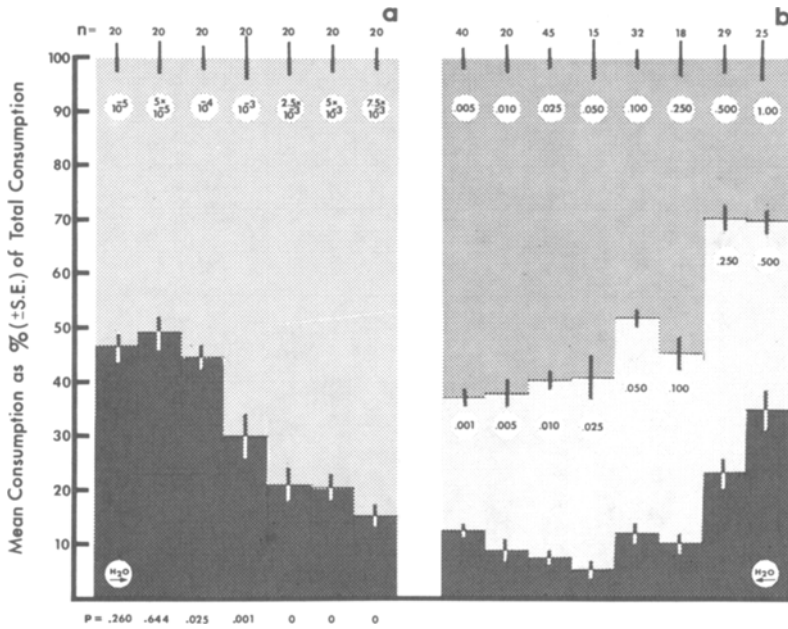 a
b
n= 20 20 20 20 20 20 20 40 20 45 15 32 18 29 25
Mean Consumption as % (±S.E.) of Total Consumption
100
90
80
70
60
50
40
30
20
10
10⁻⁵ 5× 10⁻⁵ 10⁻⁴ 10⁻³ 2.5× 10⁻³ 5× 10⁻³ 7.5× 10⁻³ .005 .010 .025 .050 .100 .250 .500 1.00
.250 .500
.050 .100
.001 .005 .010 .025
H₂O
H₂O
P = .260 .644 .025 .001 0 0 0